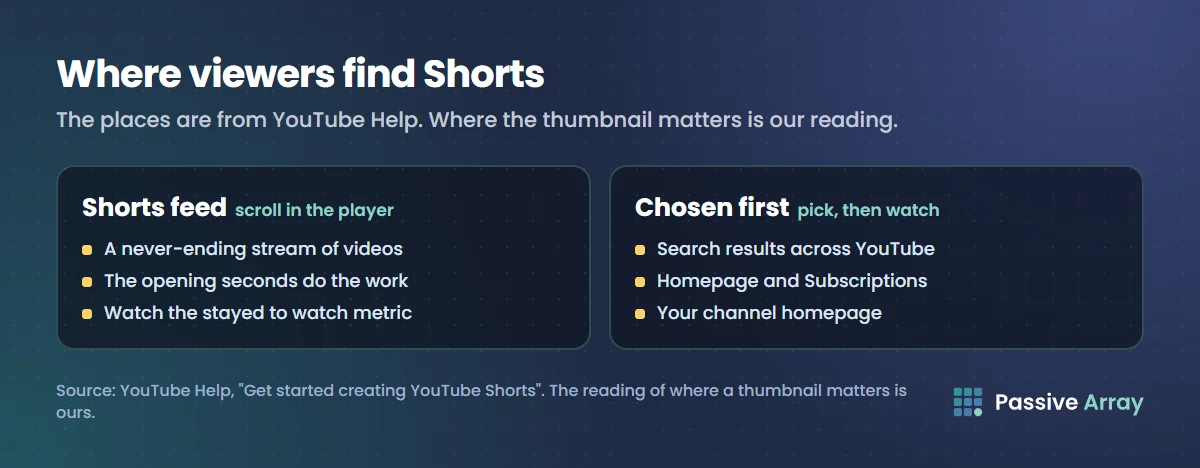 Where viewers find Shorts
The places are from YouTube Help. Where the thumbnail matters is our reading.
Shorts feed scroll in the player
A never-ending stream of videos
The opening seconds do the work
Watch the stayed to watch metric
Chosen first pick, then watch
Search results across YouTube
Homepage and Subscriptions
Your channel homepage
Source: YouTube Help, "Get started creating YouTube Shorts". The reading of where a thumbnail matters is
ours.
Passive Array